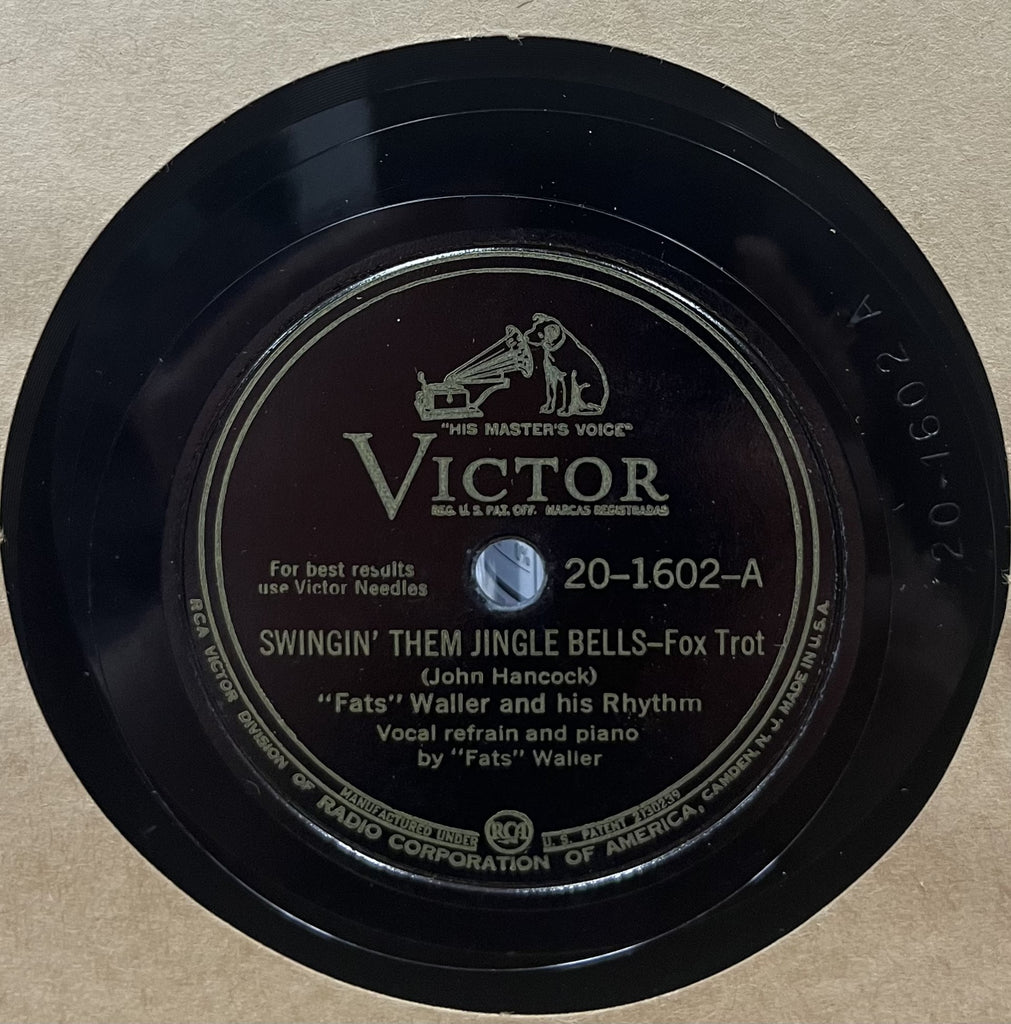 "HIS MASTER'S VOICE"
VICTOR
REG. U. S. PAT. OFF. MARCAS REGISTRADAS
For best results
use Victor Needles
20-1602-A
SWINGIN' THEM JINGLE BELLS—Fox Trot
(John Hancock)
"Fats" Waller and his Rhythm
Vocal refrain and piano
by "Fats" Waller
MANUFACTURED UNDER RCA U. S. PATENT 2130239
RCA VICTOR DIVISION OF RADIO CORPORATION OF AMERICA, CAMDEN, N. J. MADE IN U.S.A.
20-1602 A